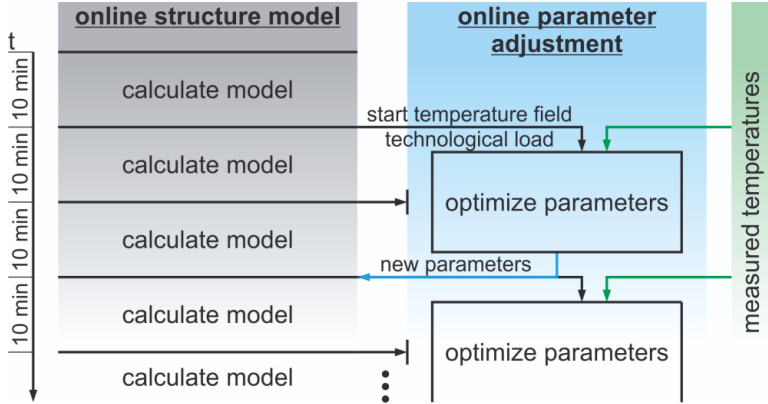 online structure model
online parameter
adjustment
t
10 min
10 min
10 min
10 min
calculate model
start temperature field
technological load
calculate model
optimize parameters
calculate model
new parameters
calculate model
optimize parameters
calculate model
measured temperatures